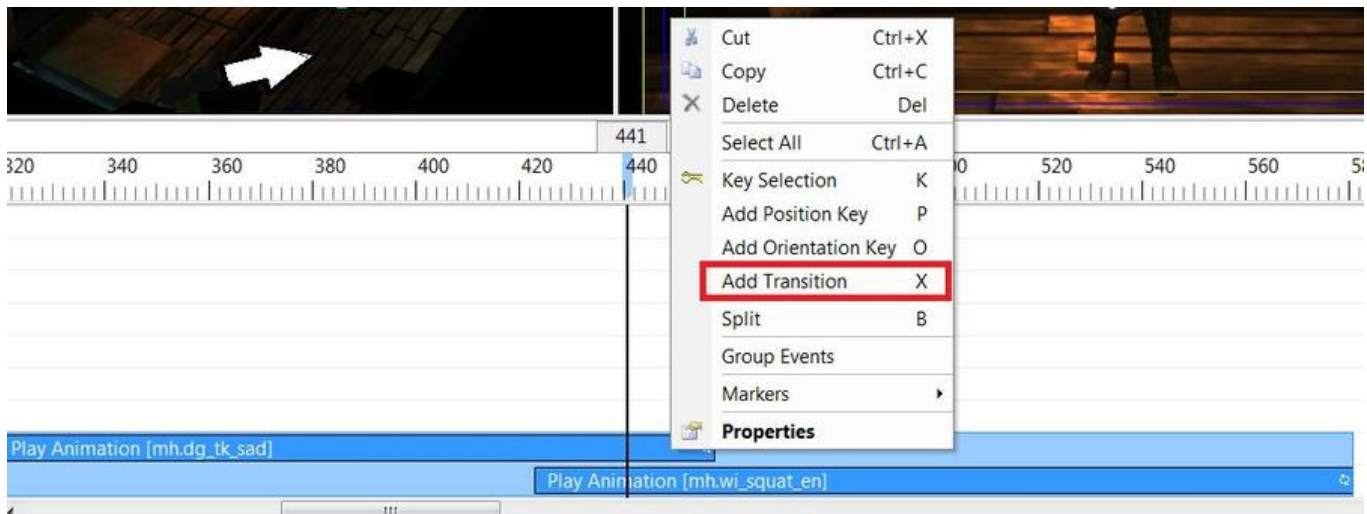 Cut Ctrl+X
Copy Ctrl+C
Delete Del
Select All Ctrl+A
441
320 340 360 380 400 420 440 520 540 560
Key Selection K
Add Position Key P
Add Orientation Key O
Add Transition X
Split B
Group Events
Markers
Properties
Play Animation [mh.dg_tk_sad]
Play Animation [mh.wi_squat_en]